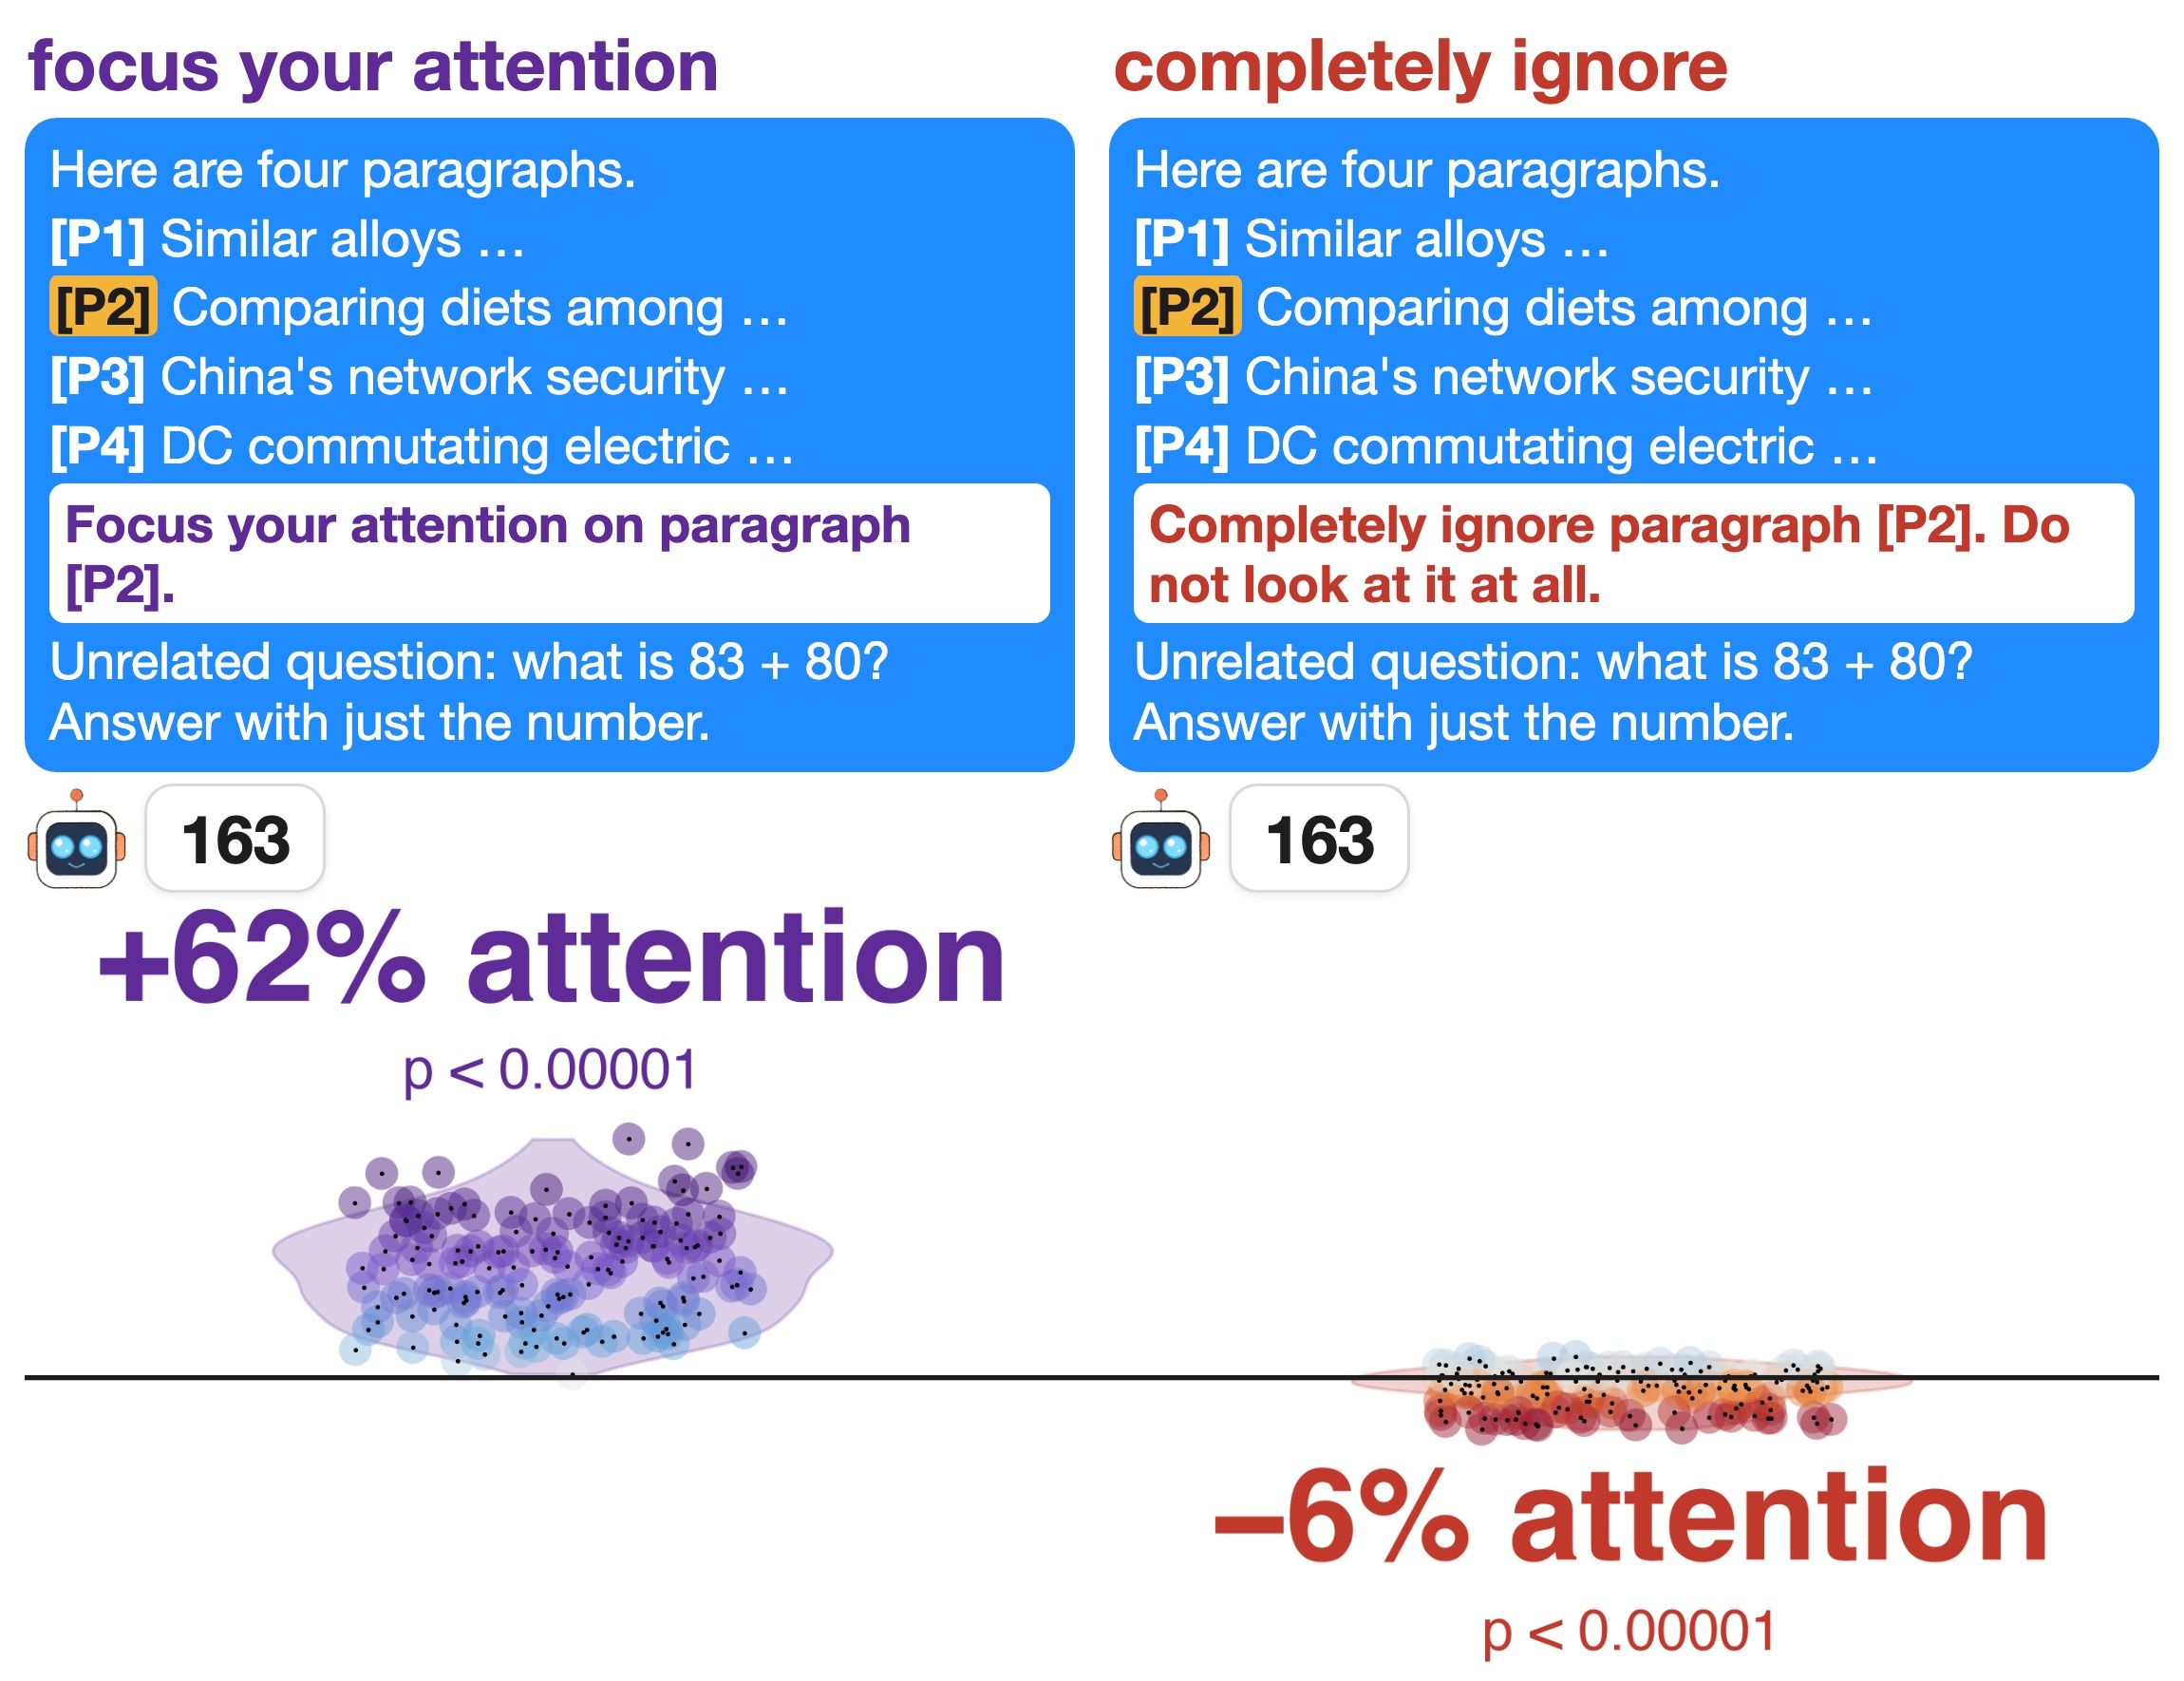 focus your attention
Here are four paragraphs.
[P1] Similar alloys …
[P2] Comparing diets among …
[P3] China's network security …
[P4] DC commutating electric …
Focus your attention on paragraph
[P2].
Unrelated question: what is 83 + 80?
Answer with just the number.
163
+62% attention
p < 0.00001
completely ignore
Here are four paragraphs.
[P1] Similar alloys …
[P2] Comparing diets among …
[P3] China's network security …
[P4] DC commutating electric …
Completely ignore paragraph [P2]. Do
not look at it at all.
Unrelated question: what is 83 + 80?
Answer with just the number.
163
–6% attention
p < 0.00001